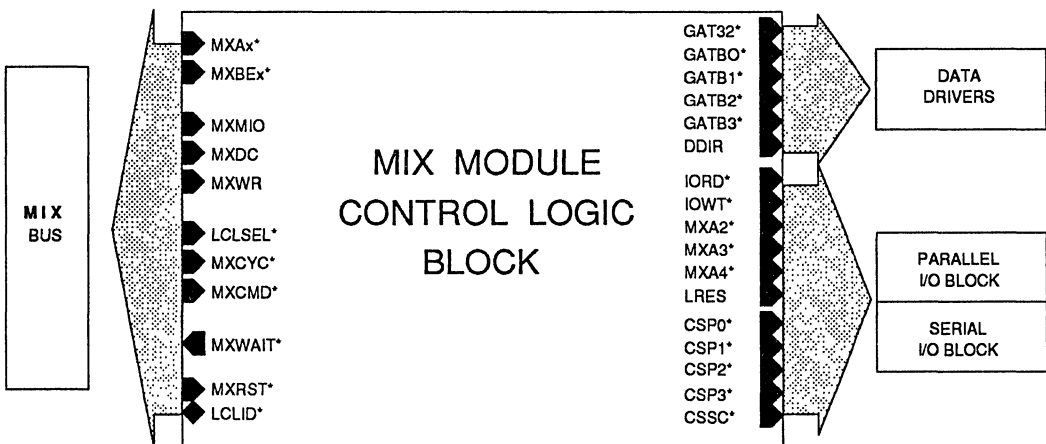 MIX
BUS
MXAx*
MXBEx*
MXMIO
MXDC
MXWR
LCLSEL*
MXCYC*
MXCMD*
MXWAIT*
MXRST*
LCLID*
MIX MODULE
CONTROL LOGIC
BLOCK
GAT32*
GATBO*
GATB1*
GATB2*
GATB3*
DDIR
IORD*
IOWT*
MXA2*
MXA3*
MXA4*
LRES
CSP0*
CSP1*
CSP2*
CSP3*
CSSC*
DATA
DRIVERS
PARALLEL
I/O BLOCK
SERIAL
I/O BLOCK